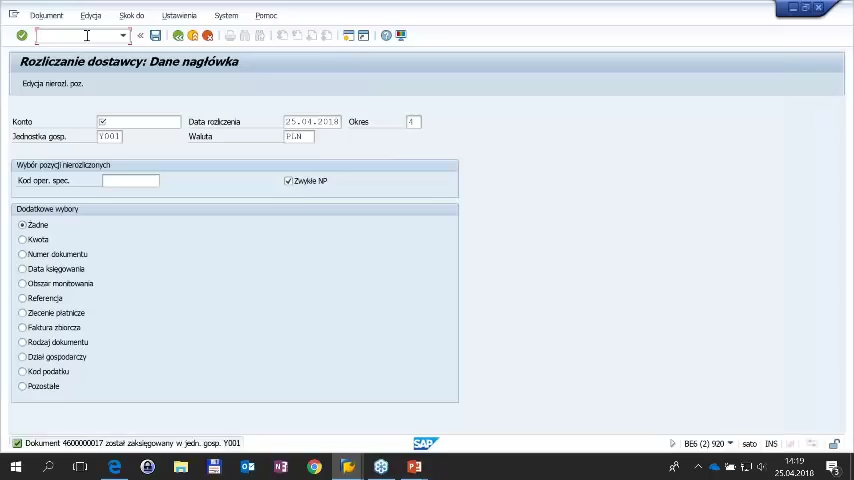 Dokument Edycja Skok do Ustawienia System Pomoc
Rozliczanie dostawcy: Dane nagłówka
Edycja nierozl. poz.
Konto Data rozliczenia 25.04.2018 Okres 4
Jednostka gosp. Y001 Waluta PLN
Wybór pozycji nierozliczonych
Kod oper. spec. Zwykłe NP
Dodatkowe wybory
Żadne
Kwota
Numer dokumentu
Data księgowania
Obszar monitowania
Referencja
Zlecenie płatnicze
Faktura zbiorcza
Rodzaj dokumentu
Dział gospodarczy
Kod podatku
Pozostałe
Dokument 4600000017 został zaksięgowany w jedn. gosp. Y001 SAP BE6 (2) 920 sato INS
14:19
25.04.2018
3